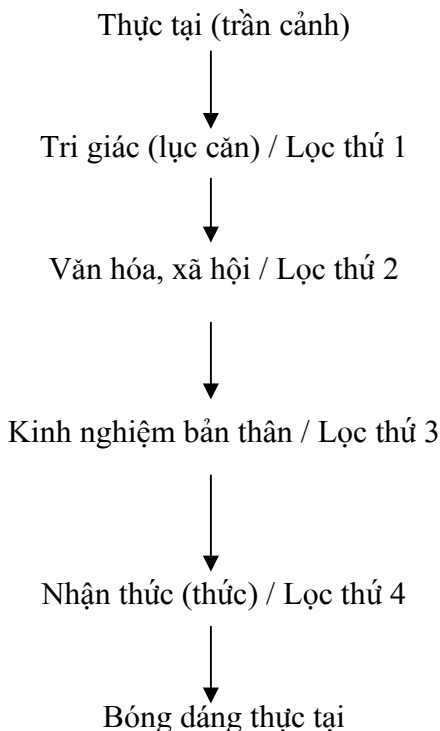 Thực tại (trần cảnh)
Tri giác (lục căn) / Lọc thứ 1
Văn hóa, xã hội / Lọc thứ 2
Kinh nghiệm bản thân / Lọc thứ 3
Nhận thức (thức) / Lọc thứ 4
Bóng dáng thực tại